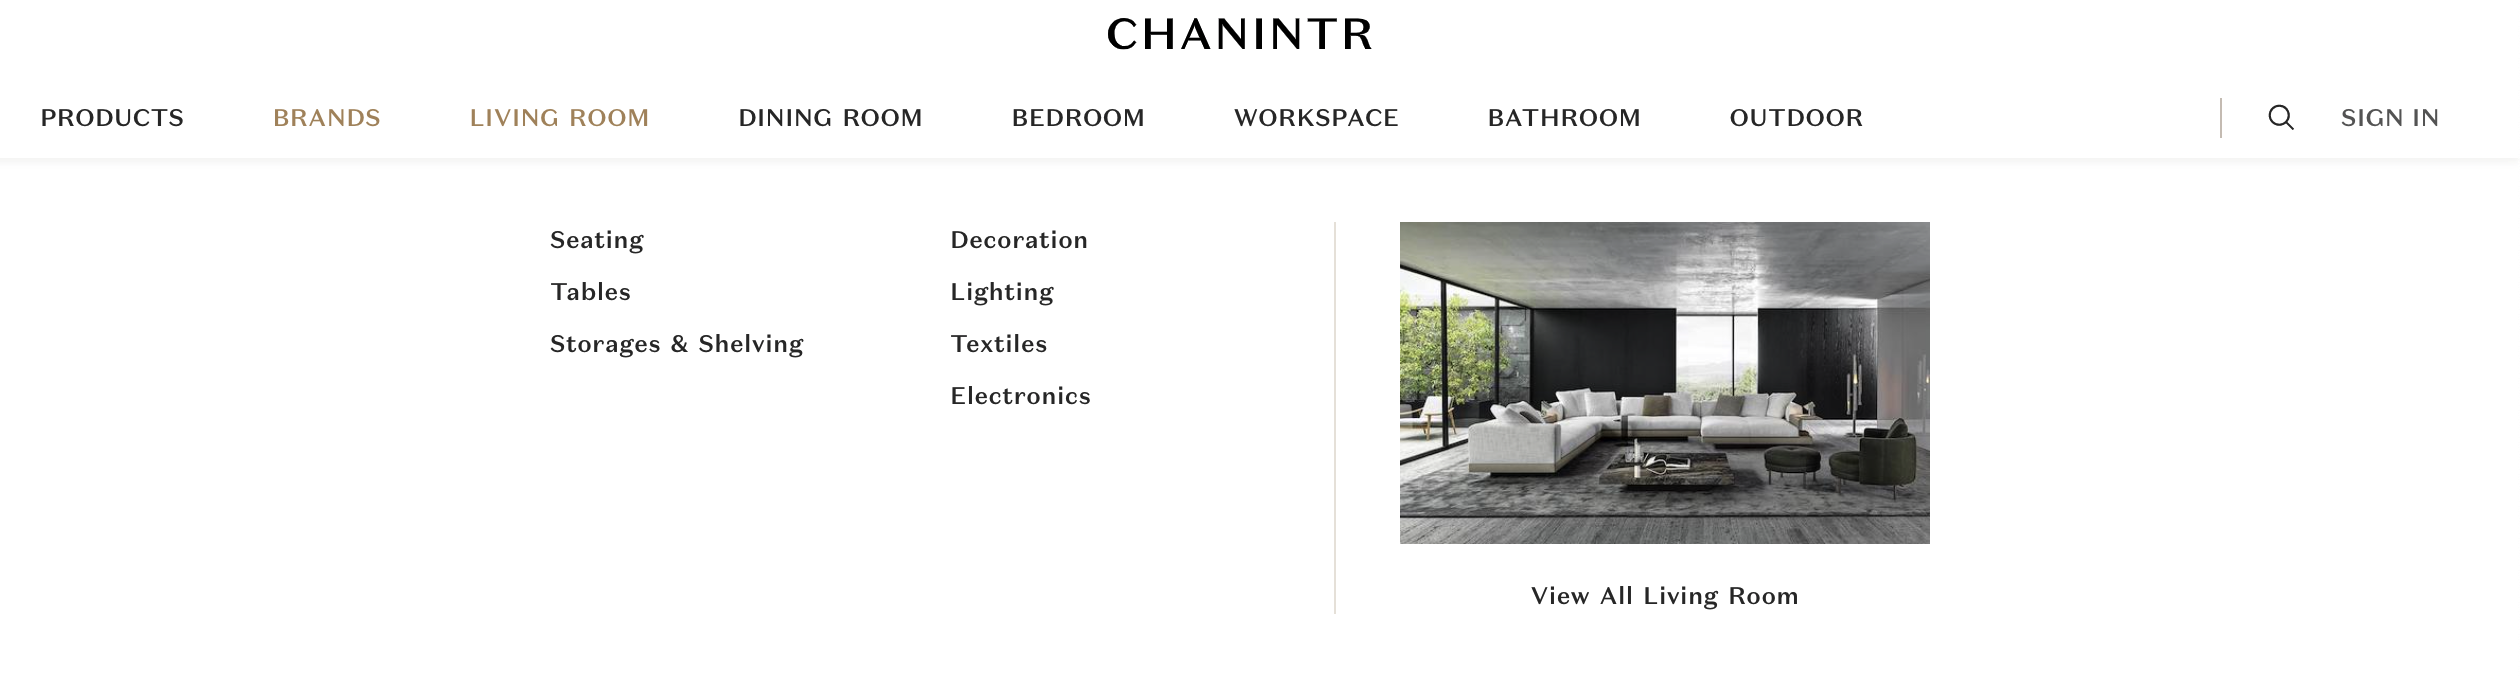 CHANINTR
PRODUCTS BRANDS LIVING ROOM DINING ROOM BEDROOM WORKSPACE BATHROOM OUTDOOR SIGN IN
Seating
Tables
Storages & Shelving
Decoration
Lighting
Textiles
Electronics
View All Living Room